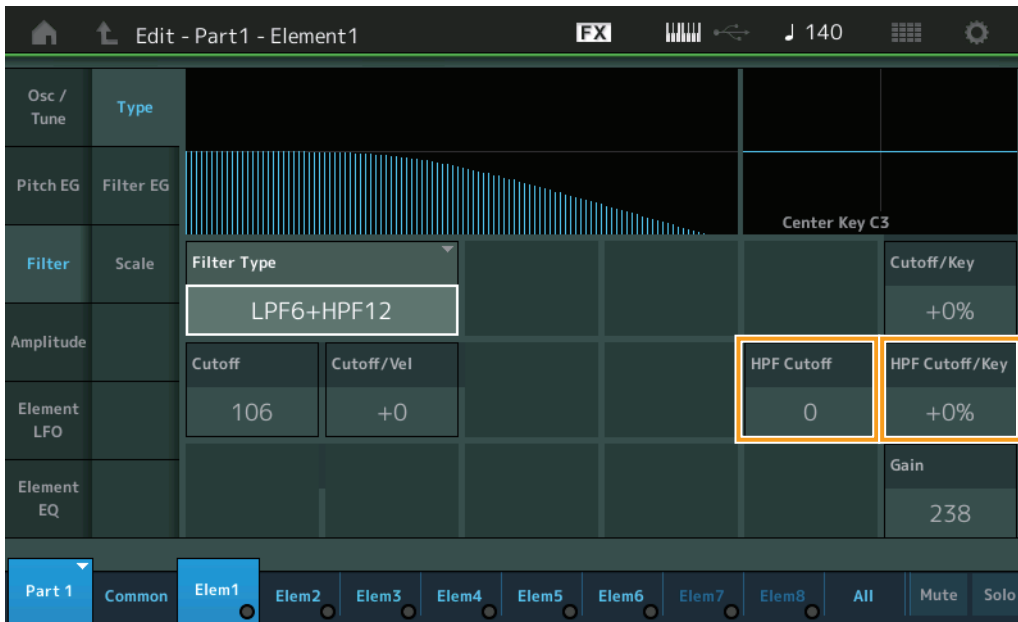 Edit - Part1 - Element1
FX
♩ 140
Osc /
Tune
Type
Pitch EG
Filter EG
Center Key C3
Filter
Scale
Filter Type
LPF6+HPF12
Cutoff/Key
+0%
Amplitude
Cutoff
106
Cutoff/Vel
+0
HPF Cutoff
0
HPF Cutoff/Key
+0%
Element
LFO
Element
EQ
Gain
238
Part 1
Common
Elem1
Elem2
Elem3
Elem4
Elem5
Elem6
Elem7
Elem8
All
Mute
Solo